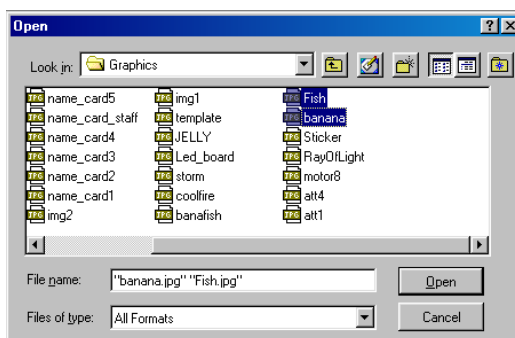 Open
Look in: Graphics
name_card5 img1 Fish
name_card_staff template banana
name_card4 JELLY Sticker
name_card3 Led_board RayOfLight
name_card2 storm motor8
name_card1 coolfire att4
img2 banafish att1
File name: "banana.jpg" "Fish.jpg" Open
Files of type: All Formats Cancel